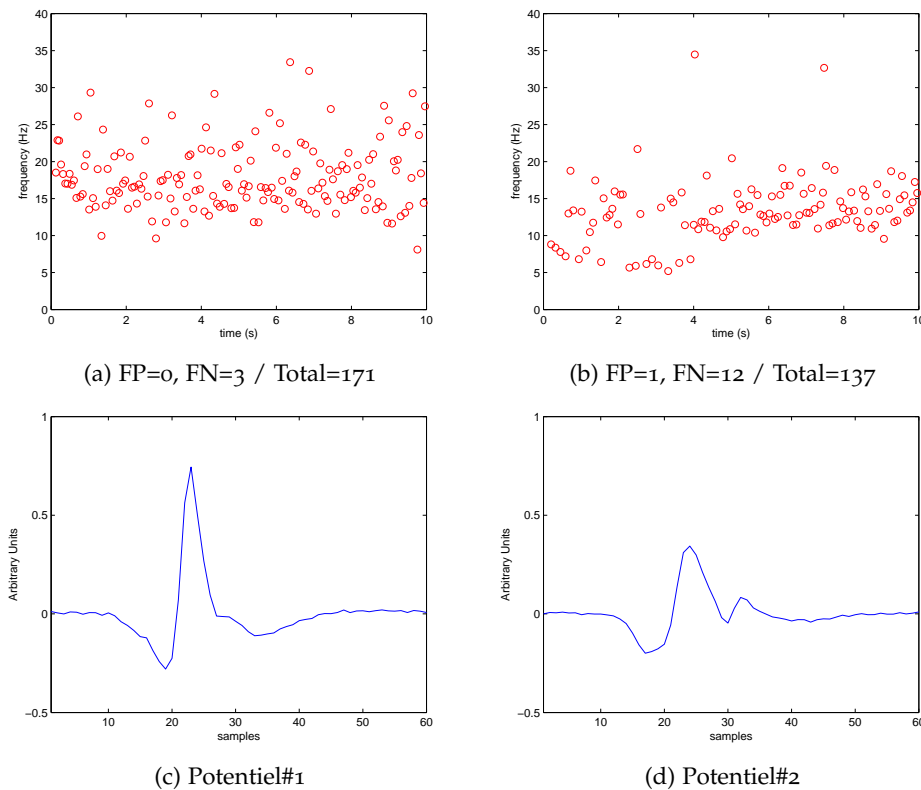 40
35
30
25
20
15
10
5
0
frequency (Hz)
0 2 4 6 8 10
time (s)
(a) FP=0, FN=3 / Total=171
40
35
30
25
20
15
10
5
0
frequency (Hz)
0 2 4 6 8 10
time (s)
(b) FP=1, FN=12 / Total=137
1
0.5
0
−0.5
Arbitrary Units
10 20 30 40 50 60
samples
(c) Potentiel#1
1
0.5
0
−0.5
Arbitrary Units
10 20 30 40 50 60
samples
(d) Potentiel#2